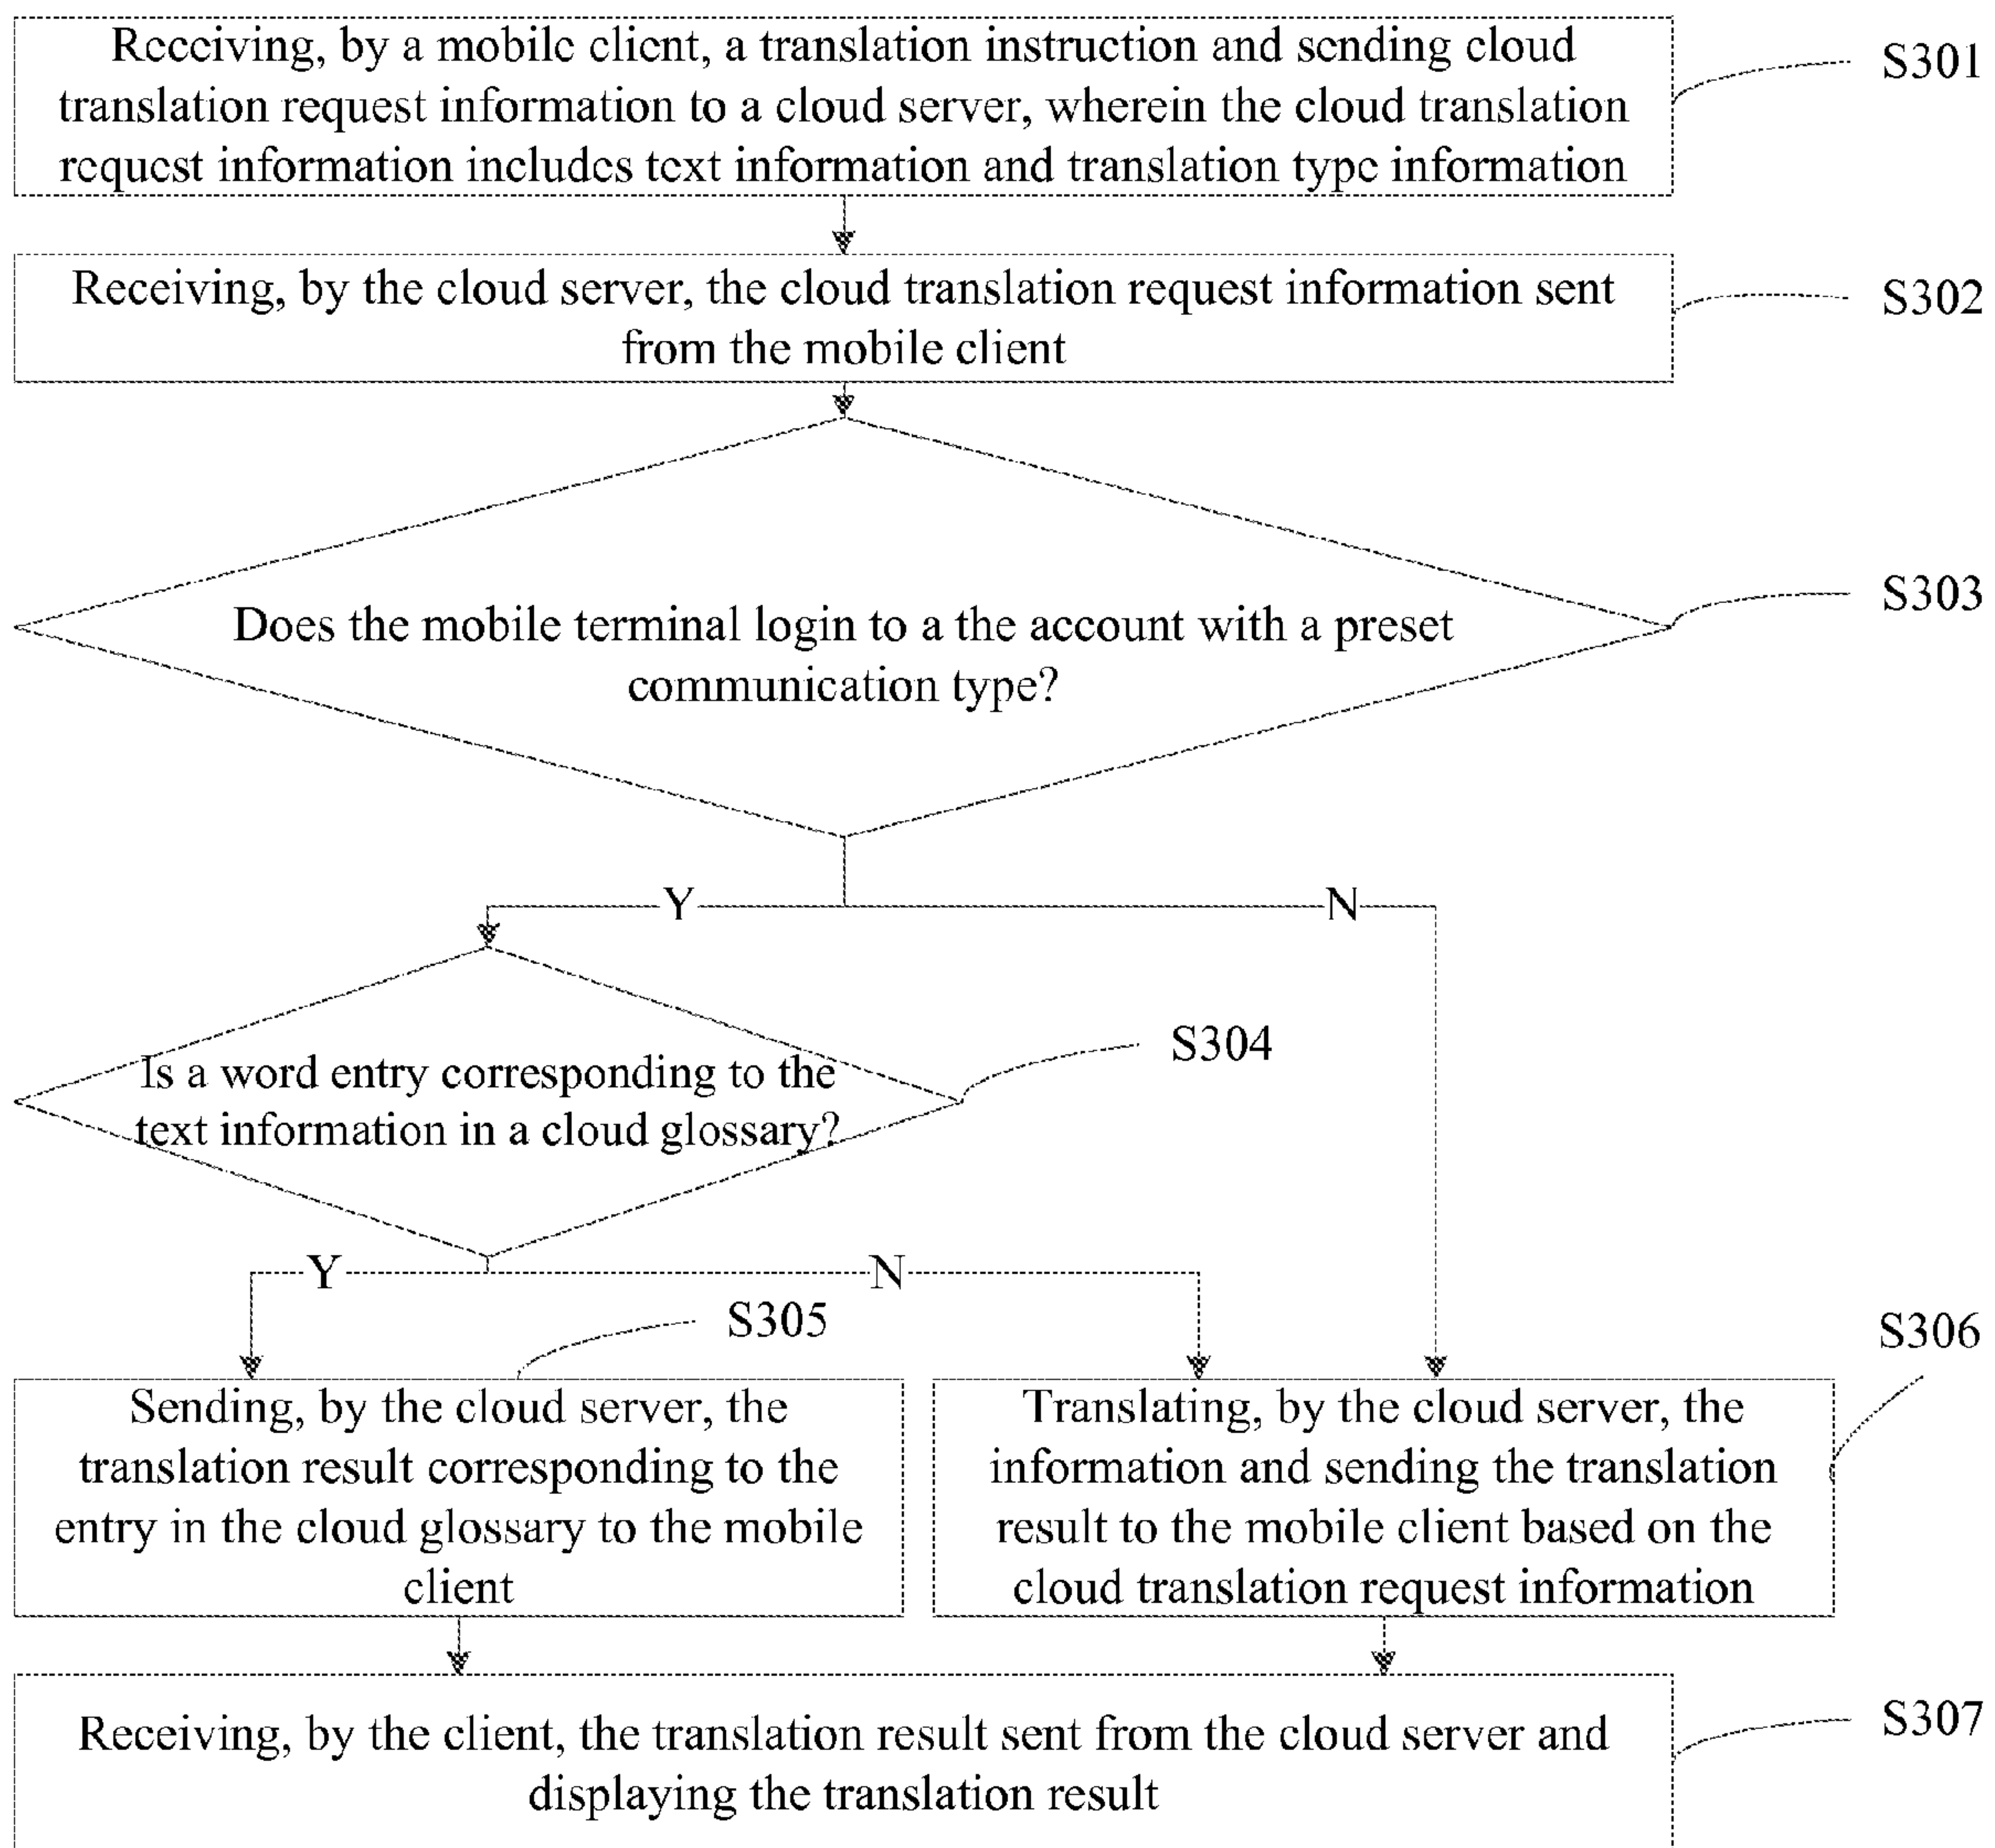 Receiving, by a mobile client, a translation instruction and sending cloud
translation request information to a cloud server, wherein the cloud translation
request information includes text information and translation type information
S301
Receiving, by the cloud server, the cloud translation request information sent
from the mobile client
S302
Does the mobile terminal login to a the account with a preset
communication type?
S303
Y
N
Is a word entry corresponding to the
text information in a cloud glossary?
S304
Y
N
S305
S306
Sending, by the cloud server, the
translation result corresponding to the
entry in the cloud glossary to the mobile
client
Translating, by the cloud server, the
information and sending the translation
result to the mobile client based on the
cloud translation request information
Receiving, by the client, the translation result sent from the cloud server and
displaying the translation result
S307